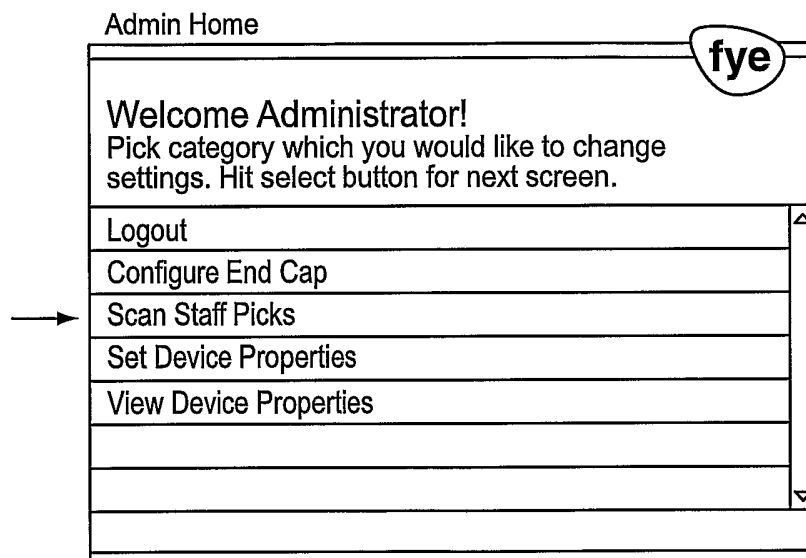 Admin Home
fye
Welcome Administrator!
Pick category which you would like to change
settings. Hit select button for next screen.
Logout
Configure End Cap
Scan Staff Picks
Set Device Properties
View Device Properties